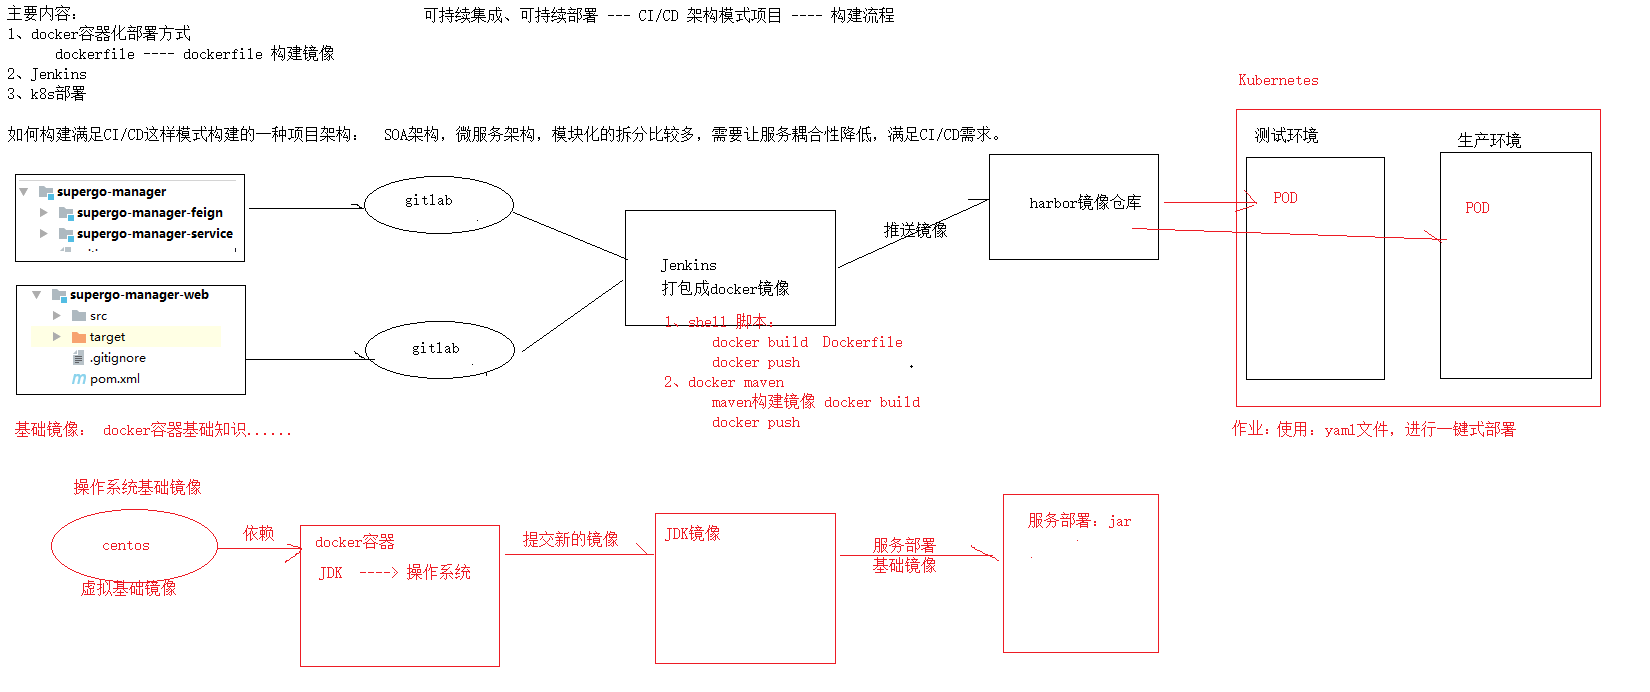 主要内容：
可持续集成、可持续部署 --- CI/CD 架构模式项目 ---- 构建流程
1、docker容器化部署方式
dockerfile ---- dockerfile 构建镜像
2、Jenkins
3、k8s部署
如何构建满足CI/CD这样模式构建的一种项目架构：  SOA架构，微服务架构，模块化的拆分比较多，需要让服务耦合性降低，满足CI/CD需求。
supergo-manager
supergo-manager-feign
supergo-manager-service
gitlab
supergo-manager-web
src
target
.gitignore
pom.xml
gitlab
Jenkins
打包成docker镜像
1、shell 脚本：
docker build  Dockerfile
docker push
2、docker maven
maven构建镜像 docker build
docker push
推送镜像
harbor镜像仓库
Kubernetes
测试环境
POD
生产环境
POD
作业：使用：yaml文件，进行一键式部署
基础镜像： docker容器基础知识......
操作系统基础镜像
centos
虚拟基础镜像
依赖
docker容器
JDK  ----> 操作系统
提交新的镜像
JDK镜像
服务部署
基础镜像
服务部署：jar